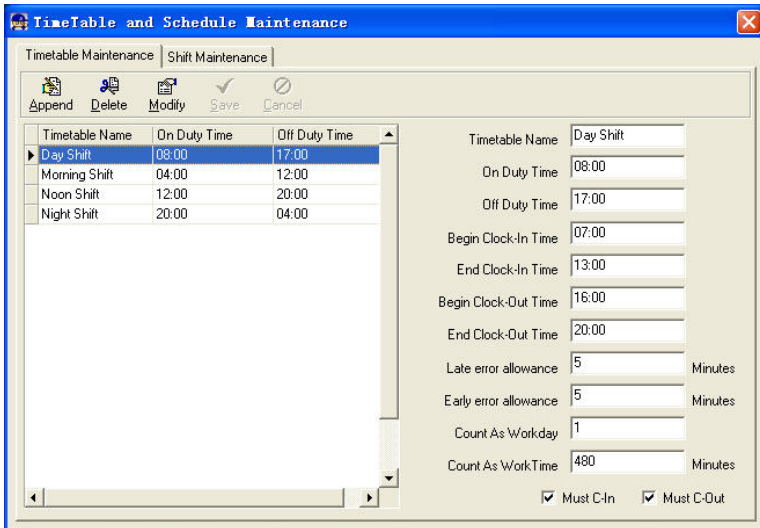 TimeTable and Schedule Maintenance
Timetable Maintenance Shift Maintenance
Append Delete Modify Save Cancel
Timetable Name On Duty Time Off Duty Time
Day Shift 08:00 17:00
Morning Shift 04:00 12:00
Noon Shift 12:00 20:00
Night Shift 20:00 04:00
Timetable Name Day Shift
On Duty Time 08:00
Off Duty Time 17:00
Begin Clock-In Time 07:00
End Clock-In Time 13:00
Begin Clock-Out Time 16:00
End Clock-Out Time 20:00
Late error allowance 5 Minutes
Early error allowance 5 Minutes
Count As Workday 1
Count As WorkTime 480 Minutes
Must C-In Must C-Out